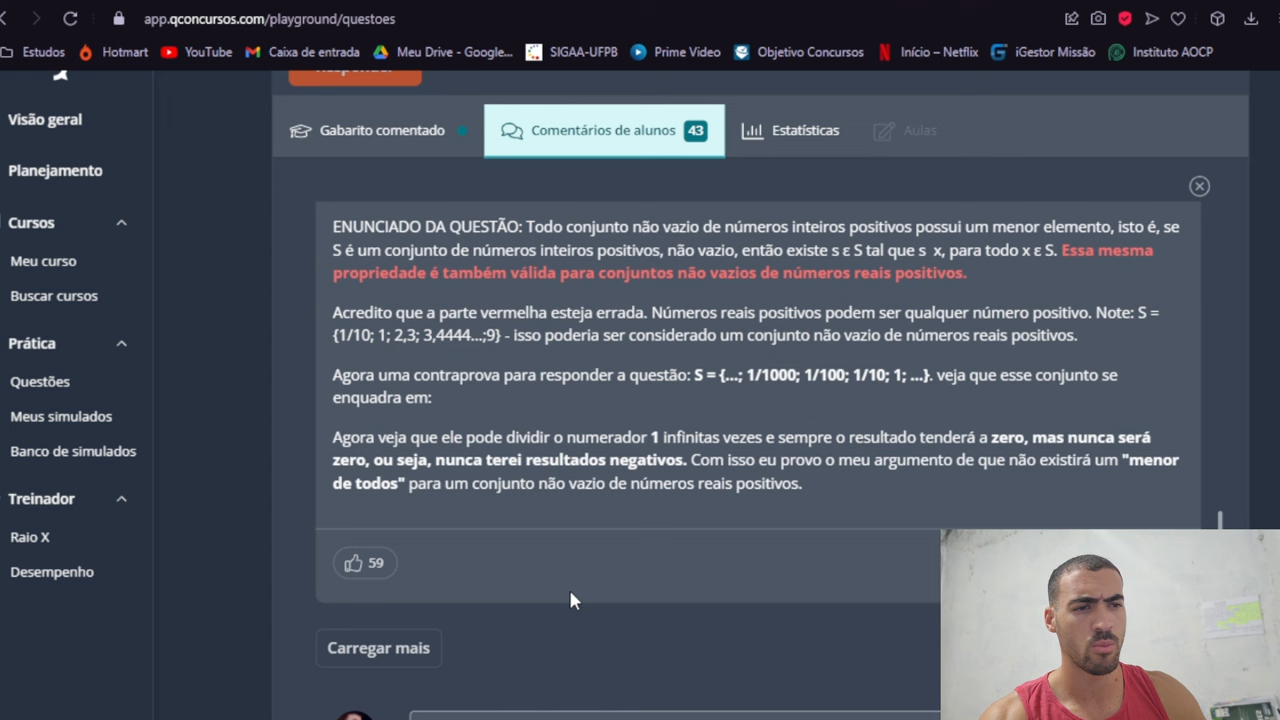 app.qconcursos.com/playground/questoes
Estudos Hotmart YouTube Caixa de entrada Meu Drive - Google... SIGAA-UFPB Prime Video Objetivo Concursos Início – Netflix iGestor Missão Instituto AOCP
Responder
Gabarito comentado Comentários de alunos 43 Estatísticas Aulas
Visão geral
Planejamento
Cursos
Meu curso
Buscar cursos
Prática
Questões
Meus simulados
Banco de simulados
Treinador
Raio X
Desempenho
ENUNCIADO DA QUESTÃO: Todo conjunto não vazio de números inteiros positivos possui um menor elemento, isto é, se
S é um conjunto de números inteiros positivos, não vazio, então existe s ε S tal que s  x, para todo x ε S. Essa mesma
propriedade é também válida para conjuntos não vazios de números reais positivos.
Acredito que a parte vermelha esteja errada. Números reais positivos podem ser qualquer número positivo. Note: S =
{1/10; 1; 2,3; 3,4444...;9} - isso poderia ser considerado um conjunto não vazio de números reais positivos.
Agora uma contraprova para responder a questão: S = {...; 1/1000; 1/100; 1/10; 1; ...}. veja que esse conjunto se
enquadra em:
Agora veja que ele pode dividir o numerador 1 infinitas vezes e sempre o resultado tenderá a zero, mas nunca será
zero, ou seja, nunca terei resultados negativos. Com isso eu provo o meu argumento de que não existirá um "menor
de todos" para um conjunto não vazio de números reais positivos.
59
Carregar mais